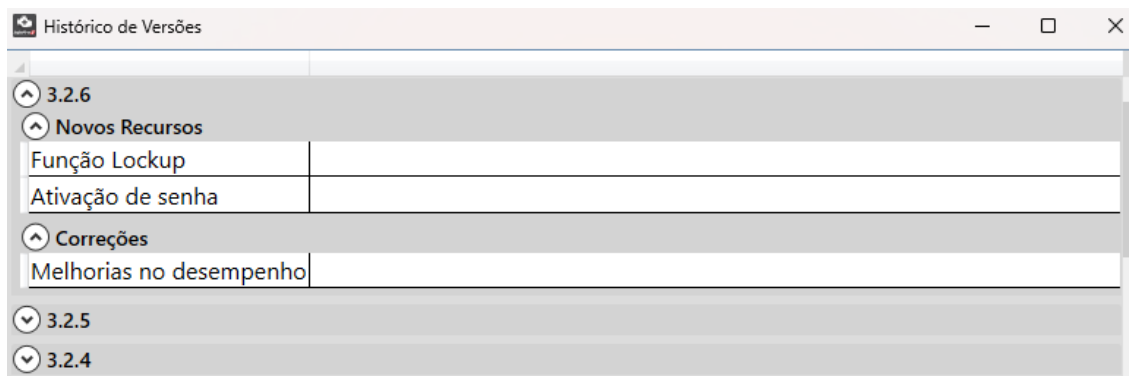 Histórico de Versões
3.2.6
Novos Recursos
Função Lockup
Ativação de senha
Correções
Melhorias no desempenho
3.2.5
3.2.4